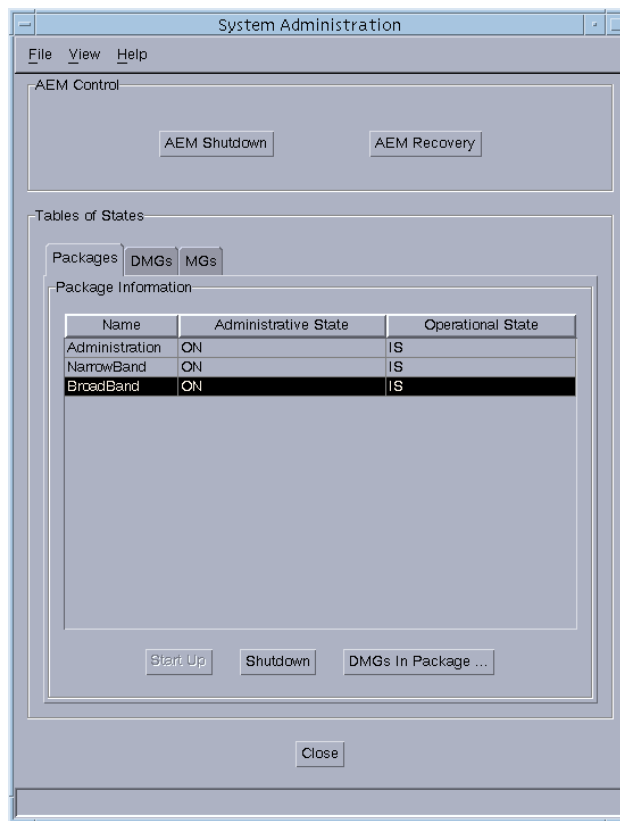 System Administration
File View Help
AEM Control
AEM Shutdown AEM Recovery
Tables of States
Packages DMGs MGs
Package Information
Name Administrative State Operational State
Administration ON IS
NarrowBand ON IS
BroadBand ON IS
Start Up Shutdown DMGs In Package ...
Close